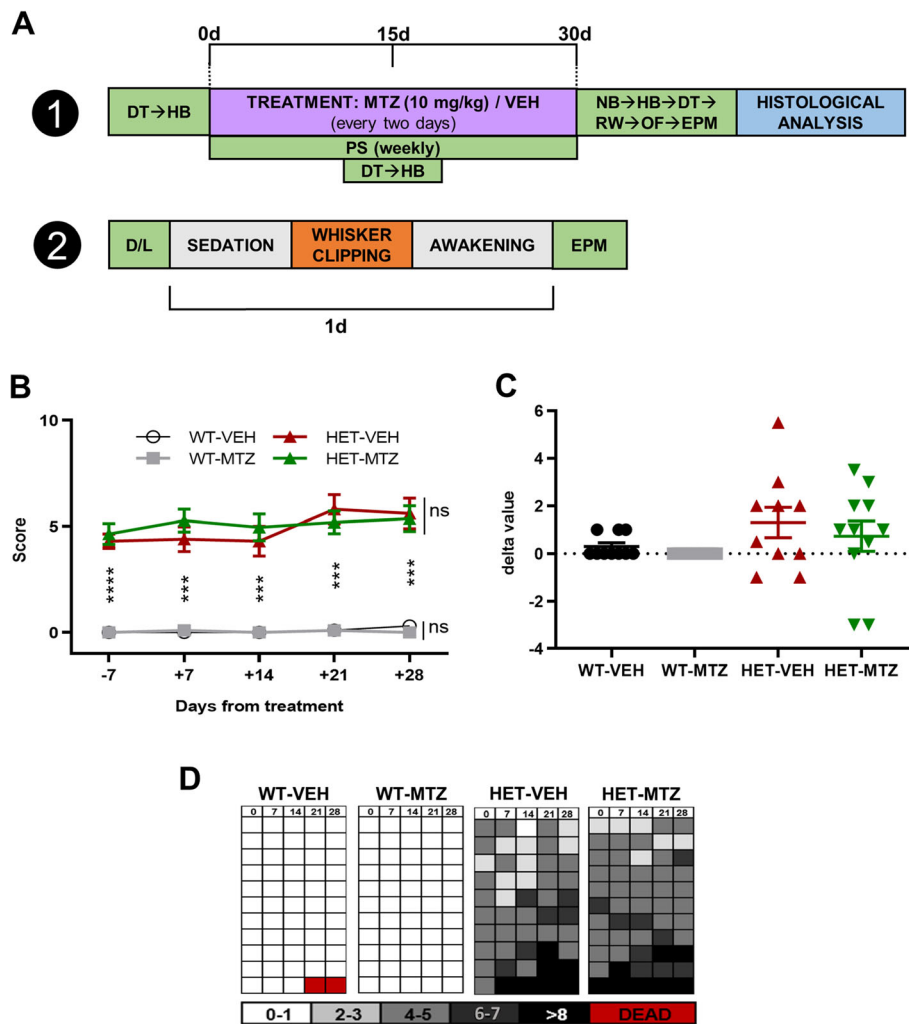 A
0d 15d 30d
1
DT→HB
TREATMENT: MTZ (10 mg/kg) / VEH
(every two days)
NB→HB→DT→
RW→OF→EPM
HISTOLOGICAL
ANALYSIS
PS (weekly)
DT→HB
2
D/L
SEDATION
WHISKER
CLIPPING
AWAKENING
EPM
1d
B
10
5
0
Score
WT-VEH HET-VEH
WT-MTZ HET-MTZ
ns
**** *** *** *** ***
ns
-7 +7 +14 +21 +28
Days from treatment
C
6
4
2
0
-2
-4
delta value
WT-VEH WT-MTZ HET-VEH HET-MTZ
D
WT-VEH WT-MTZ HET-VEH HET-MTZ
0 7 14 21 28 0 7 14 21 28 0 7 14 21 28 0 7 14 21 28
0-1 2-3 4-5 6-7 >8 DEAD